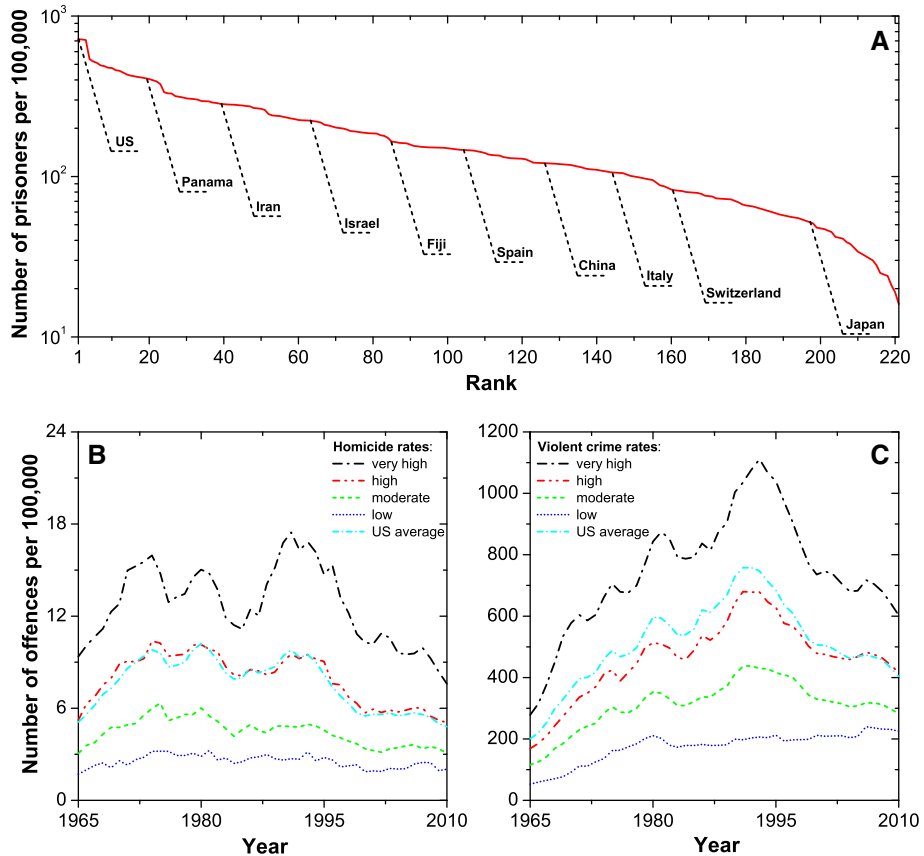 A
Number of prisoners per 100,000
10³
10²
10¹
US
Panama
Iran
Israel
Fiji
Spain
China
Italy
Switzerland
Japan
1 20 40 60 80 100 120 140 160 180 200 220
Rank
B
Number of offences per 100,000
24
18
12
6
0
Homicide rates:
very high
high
moderate
low
US average
1965 1980 1995 2010
Year
C
1200
1000
800
600
400
200
0
Violent crime rates:
very high
high
moderate
low
US average
1965 1980 1995 2010
Year